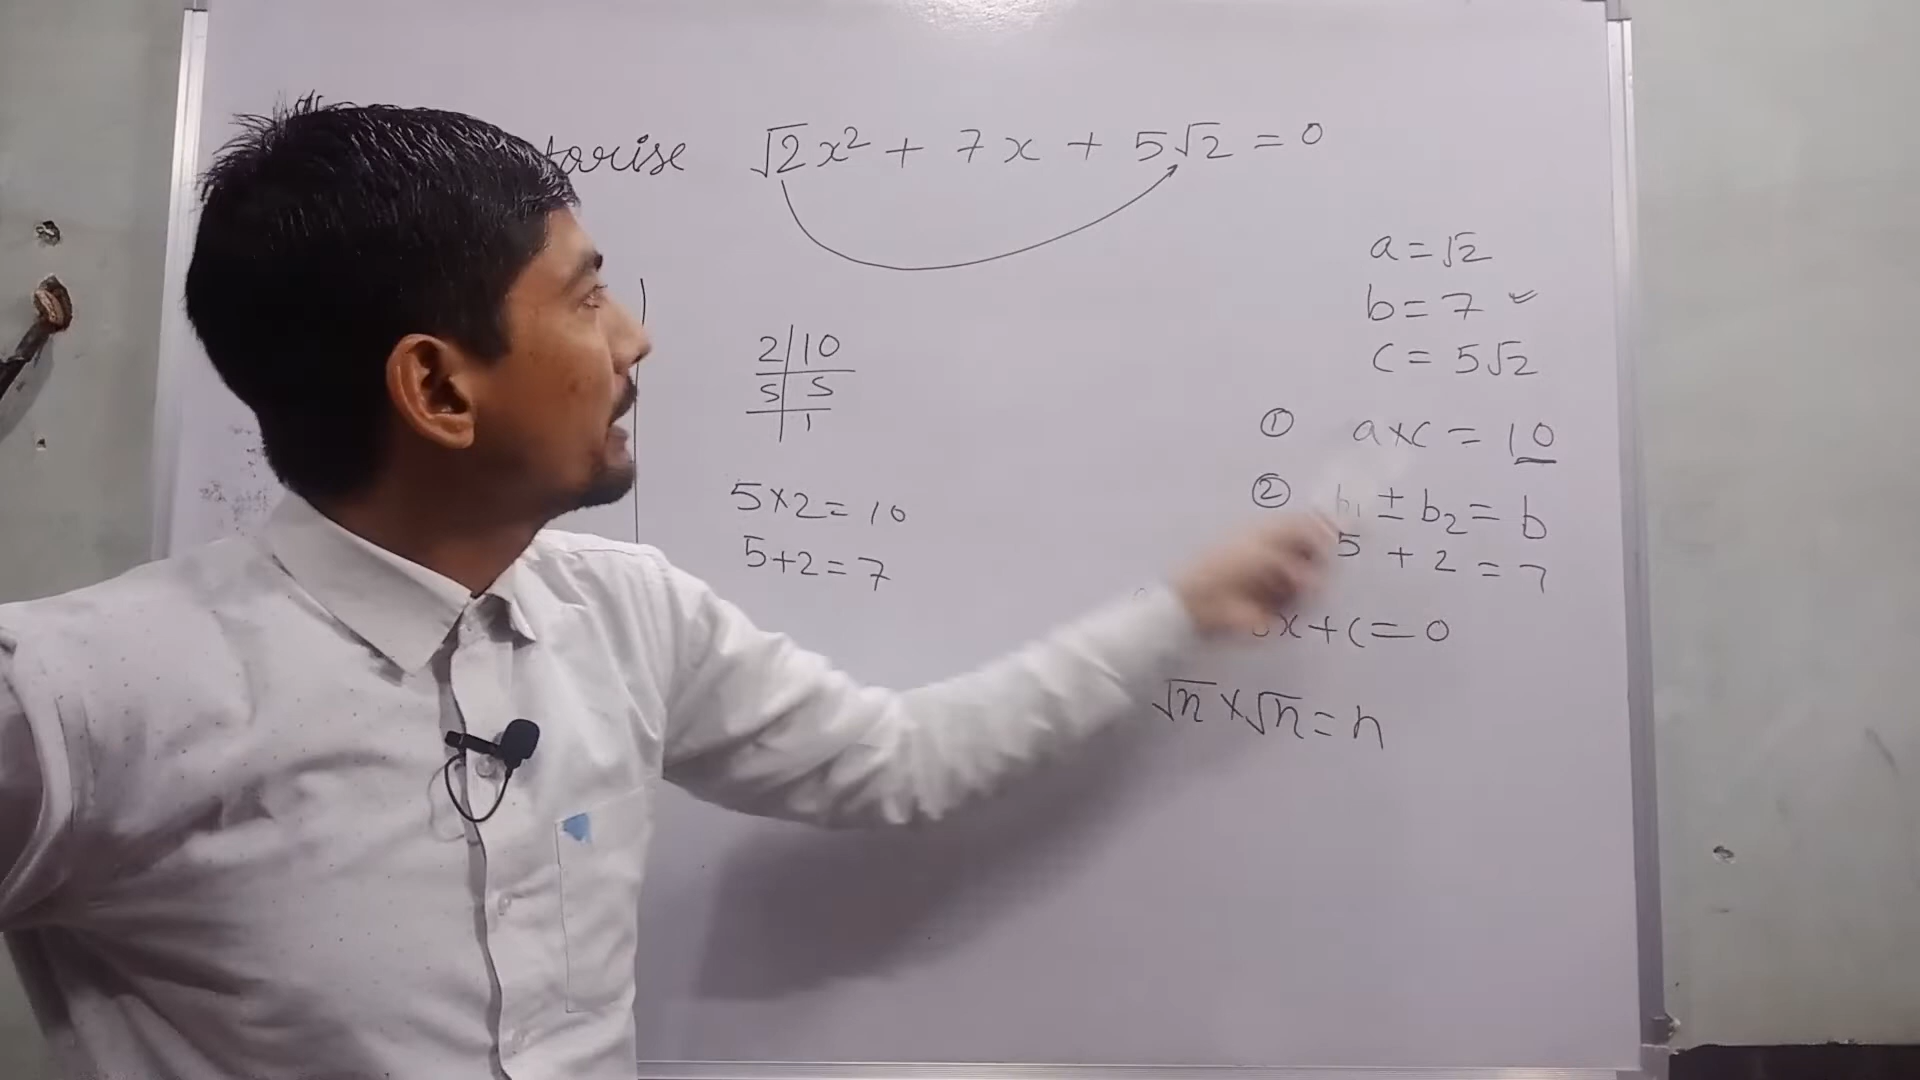 √2x² + 7x + 5√2 = 0
2|10
5|5
|1
5×2=10
5+2=7
a=√2
b=7
c=5√2
① a×c = 10
② b₁ ± b₂ = b
5 + 2 = 7
x+c=0
√n×√n=n